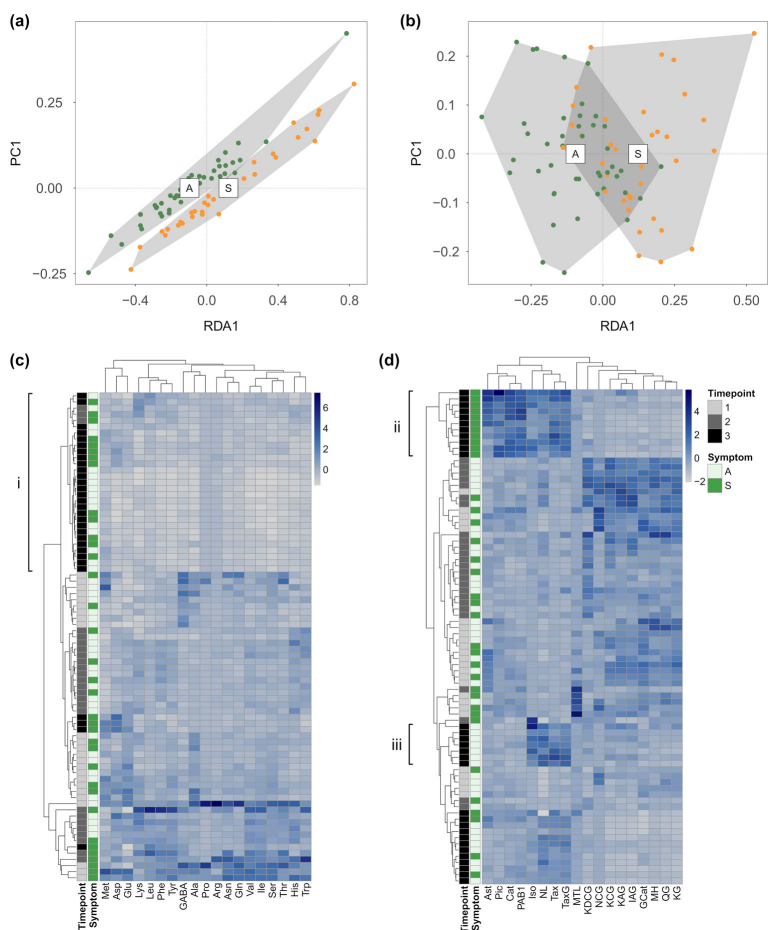 (a)
PC1
0.25
0.00
−0.25
A
S
−0.4
0.0
0.4
0.8
RDA1
(b)
PC1
0.2
0.1
0.0
−0.1
−0.2
A
S
−0.25
0.00
0.25
0.50
RDA1
(c)
i
6
4
2
0
Timepoint
Symptom
Met
Asp
Glu
Lys
Leu
Phe
Tyr
GABA
Ala
Pro
Arg
Asn
Gln
Val
Ile
Ser
Thr
His
Trp
(d)
ii
iii
4
2
0
−2
Timepoint
1
2
3
Symptom
A
S
Timepoint
Symptom
Ast
Pic
Cat
PAB1
Iso
NL
Tax
TaxG
MTL
KDCG
NCG
KCG
KAG
IAG
GCat
MH
QG
KG